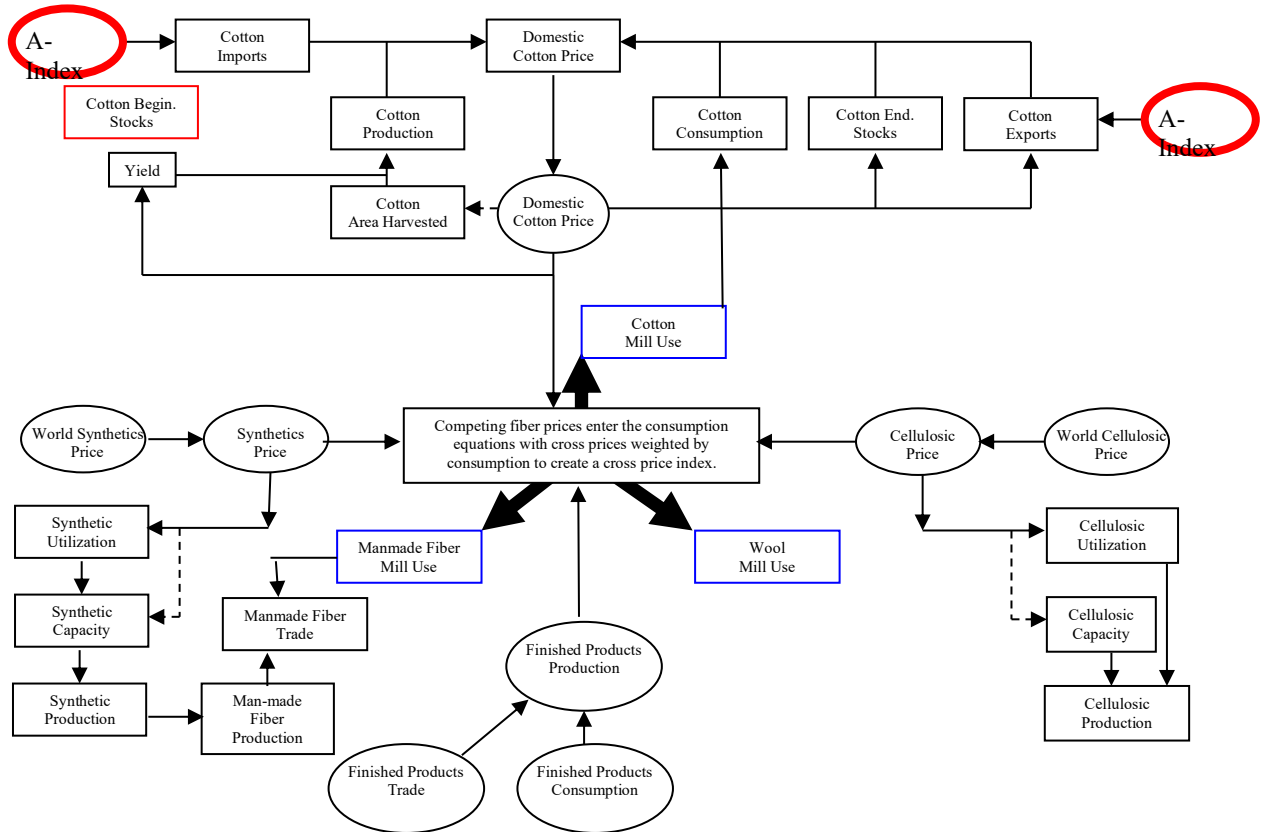 A-
Index
Cotton
Imports
Domestic
Cotton Price
Cotton Begin.
Stocks
Cotton
Production
Cotton
Consumption
Cotton End.
Stocks
Cotton
Exports
A-
Index
Yield
Cotton
Area Harvested
Domestic
Cotton Price
Cotton
Mill Use
World Synthetics
Price
Synthetics
Price
Competing fiber prices enter the consumption
equations with cross prices weighted by
consumption to create a cross price index.
Cellulosic
Price
World Cellulosic
Price
Synthetic
Utilization
Manmade Fiber
Mill Use
Wool
Mill Use
Cellulosic
Utilization
Synthetic
Capacity
Manmade Fiber
Trade
Cellulosic
Capacity
Finished Products
Production
Synthetic
Production
Man-made
Fiber
Production
Cellulosic
Production
Finished Products
Trade
Finished Products
Consumption